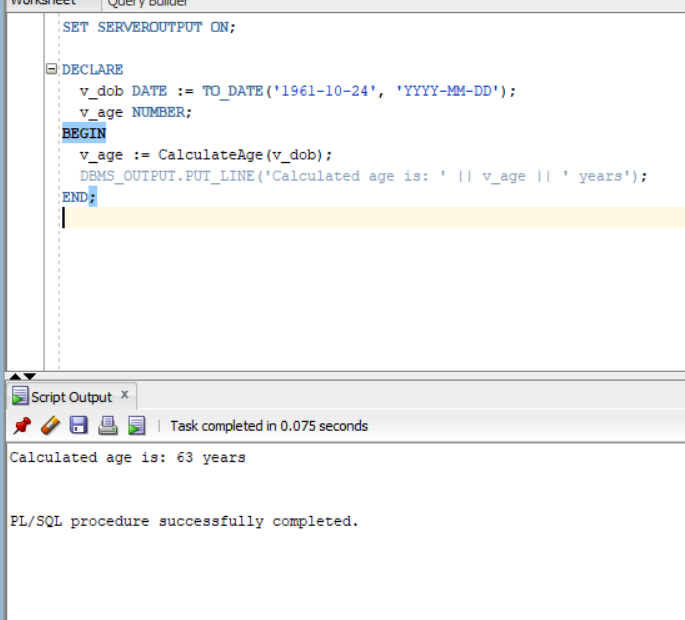 Worksheet Query Builder
SET SERVEROUTPUT ON;
DECLARE
v_dob DATE := TO_DATE('1961-10-24', 'YYYY-MM-DD');
v_age NUMBER;
BEGIN
v_age := CalculateAge(v_dob);
DBMS_OUTPUT.PUT_LINE('Calculated age is: ' || v_age || ' years');
END;
Script Output x
Task completed in 0.075 seconds
Calculated age is: 63 years
PL/SQL procedure successfully completed.